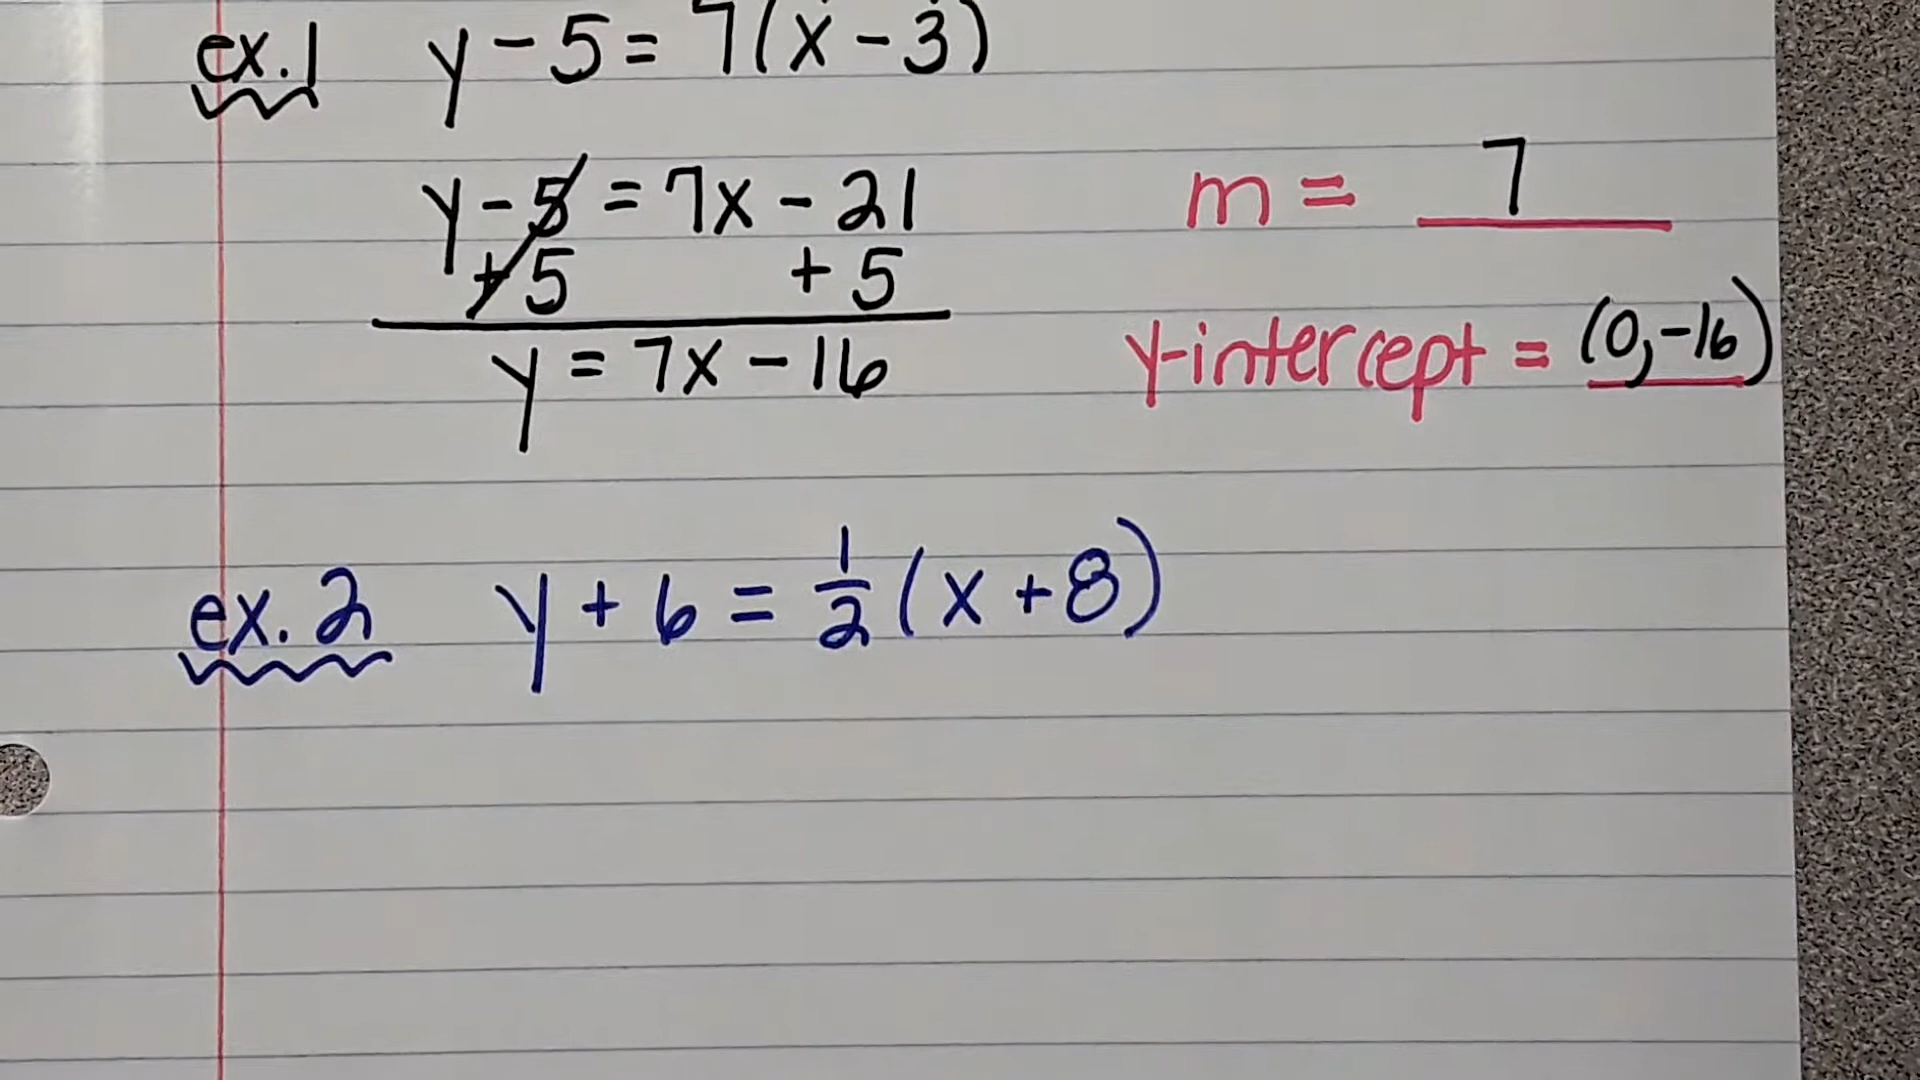 ex.1 y - 5 = 7(x - 3)
y - 5 = 7x - 21
+ 5 + 5
y = 7x - 16
m = 7
y-intercept = (0, -16)
ex. 2 y + 6 = 1/2 (x + 8)